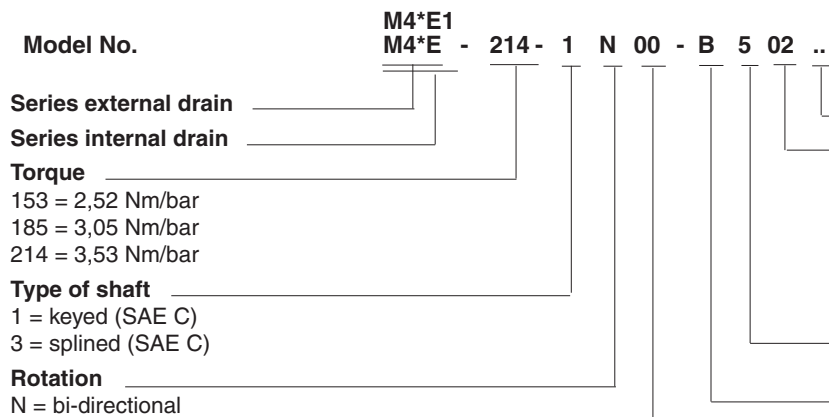 M4*E1
Model No. M4*E - 214 - 1 N 00 - B 5 02 ..
Series external drain
Series internal drain
Torque
153 = 2,52 Nm/bar
185 = 3,05 Nm/bar
214 = 3,53 Nm/bar
Type of shaft
1 = keyed (SAE C)
3 = splined (SAE C)
Rotation
N = bi-directional